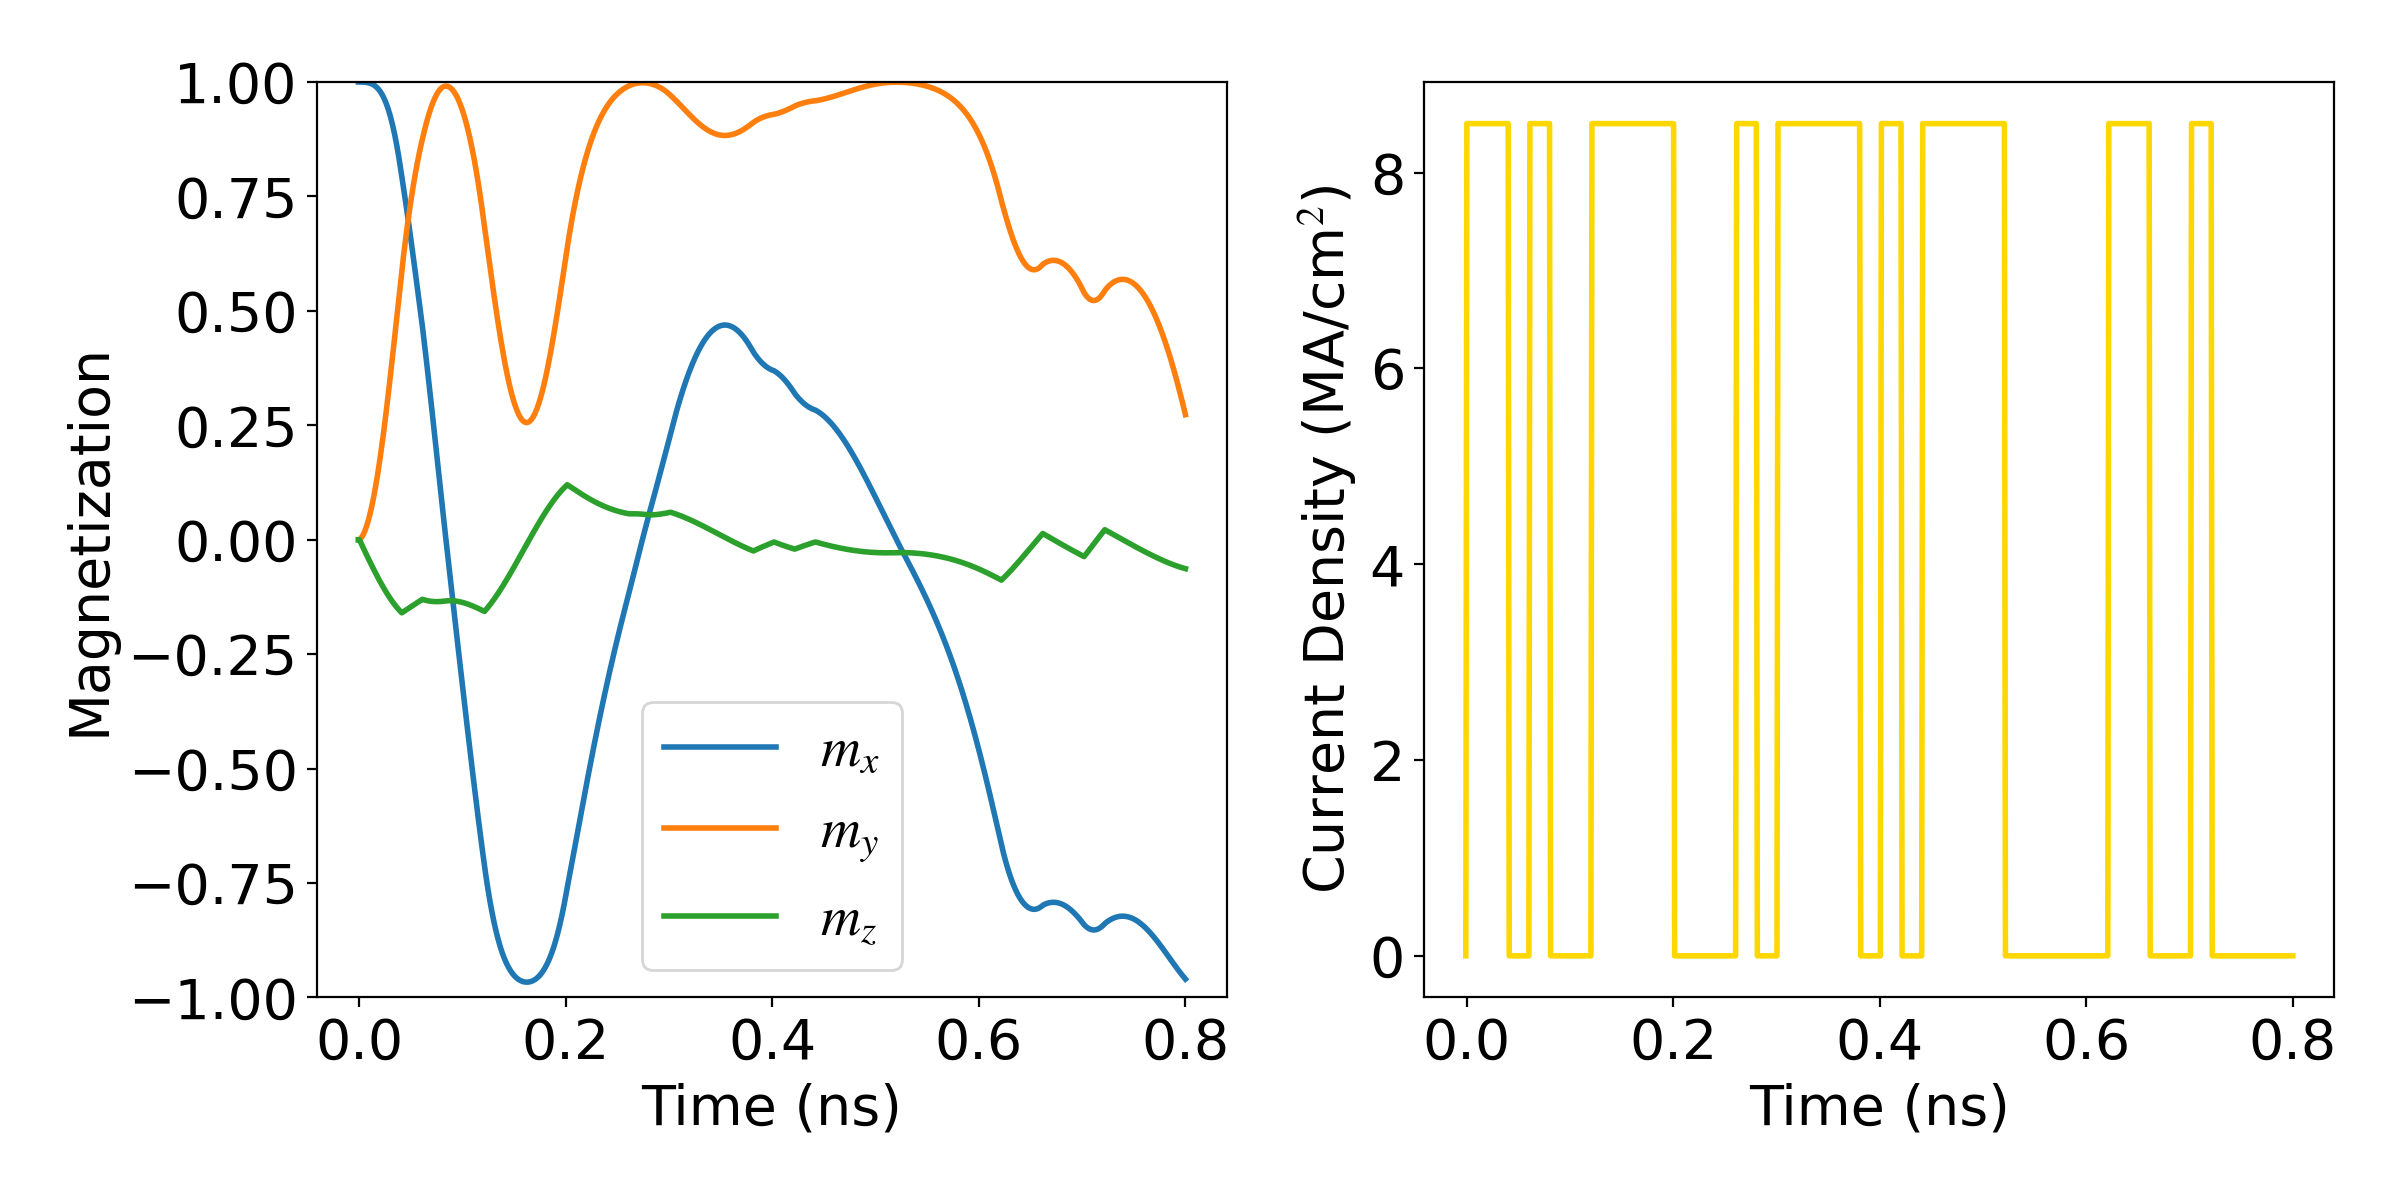 Magnetization
1.00
0.75
0.50
0.25
0.00
−0.25
−0.50
−0.75
−1.00
0.0 0.2 0.4 0.6 0.8
Time (ns)
mₓ
m_y
m_z
Current Density (MA/cm²)
8
6
4
2
0
0.0 0.2 0.4 0.6 0.8
Time (ns)